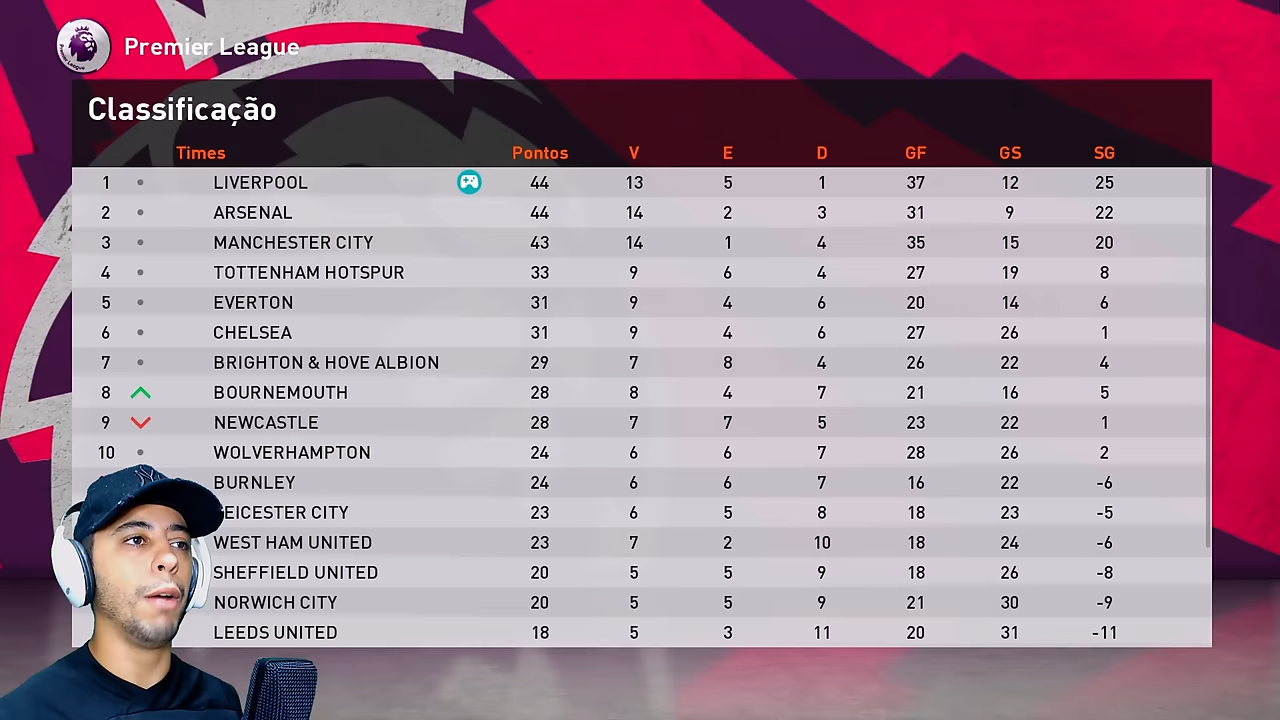 Premier League
Classificação
Times Pontos V E D GF GS SG
1 LIVERPOOL 44 13 5 1 37 12 25
2 ARSENAL 44 14 2 3 31 9 22
3 MANCHESTER CITY 43 14 1 4 35 15 20
4 TOTTENHAM HOTSPUR 33 9 6 4 27 19 8
5 EVERTON 31 9 4 6 20 14 6
6 CHELSEA 31 9 4 6 27 26 1
7 BRIGHTON & HOVE ALBION 29 7 8 4 26 22 4
8 BOURNEMOUTH 28 8 4 7 21 16 5
9 NEWCASTLE 28 7 7 5 23 22 1
10 WOLVERHAMPTON 24 6 6 7 28 26 2
BURNLEY 24 6 6 7 16 22 -6
EICESTER CITY 23 6 5 8 18 23 -5
WEST HAM UNITED 23 7 2 10 18 24 -6
SHEFFIELD UNITED 20 5 5 9 18 26 -8
NORWICH CITY 20 5 5 9 21 30 -9
LEEDS UNITED 18 5 3 11 20 31 -11